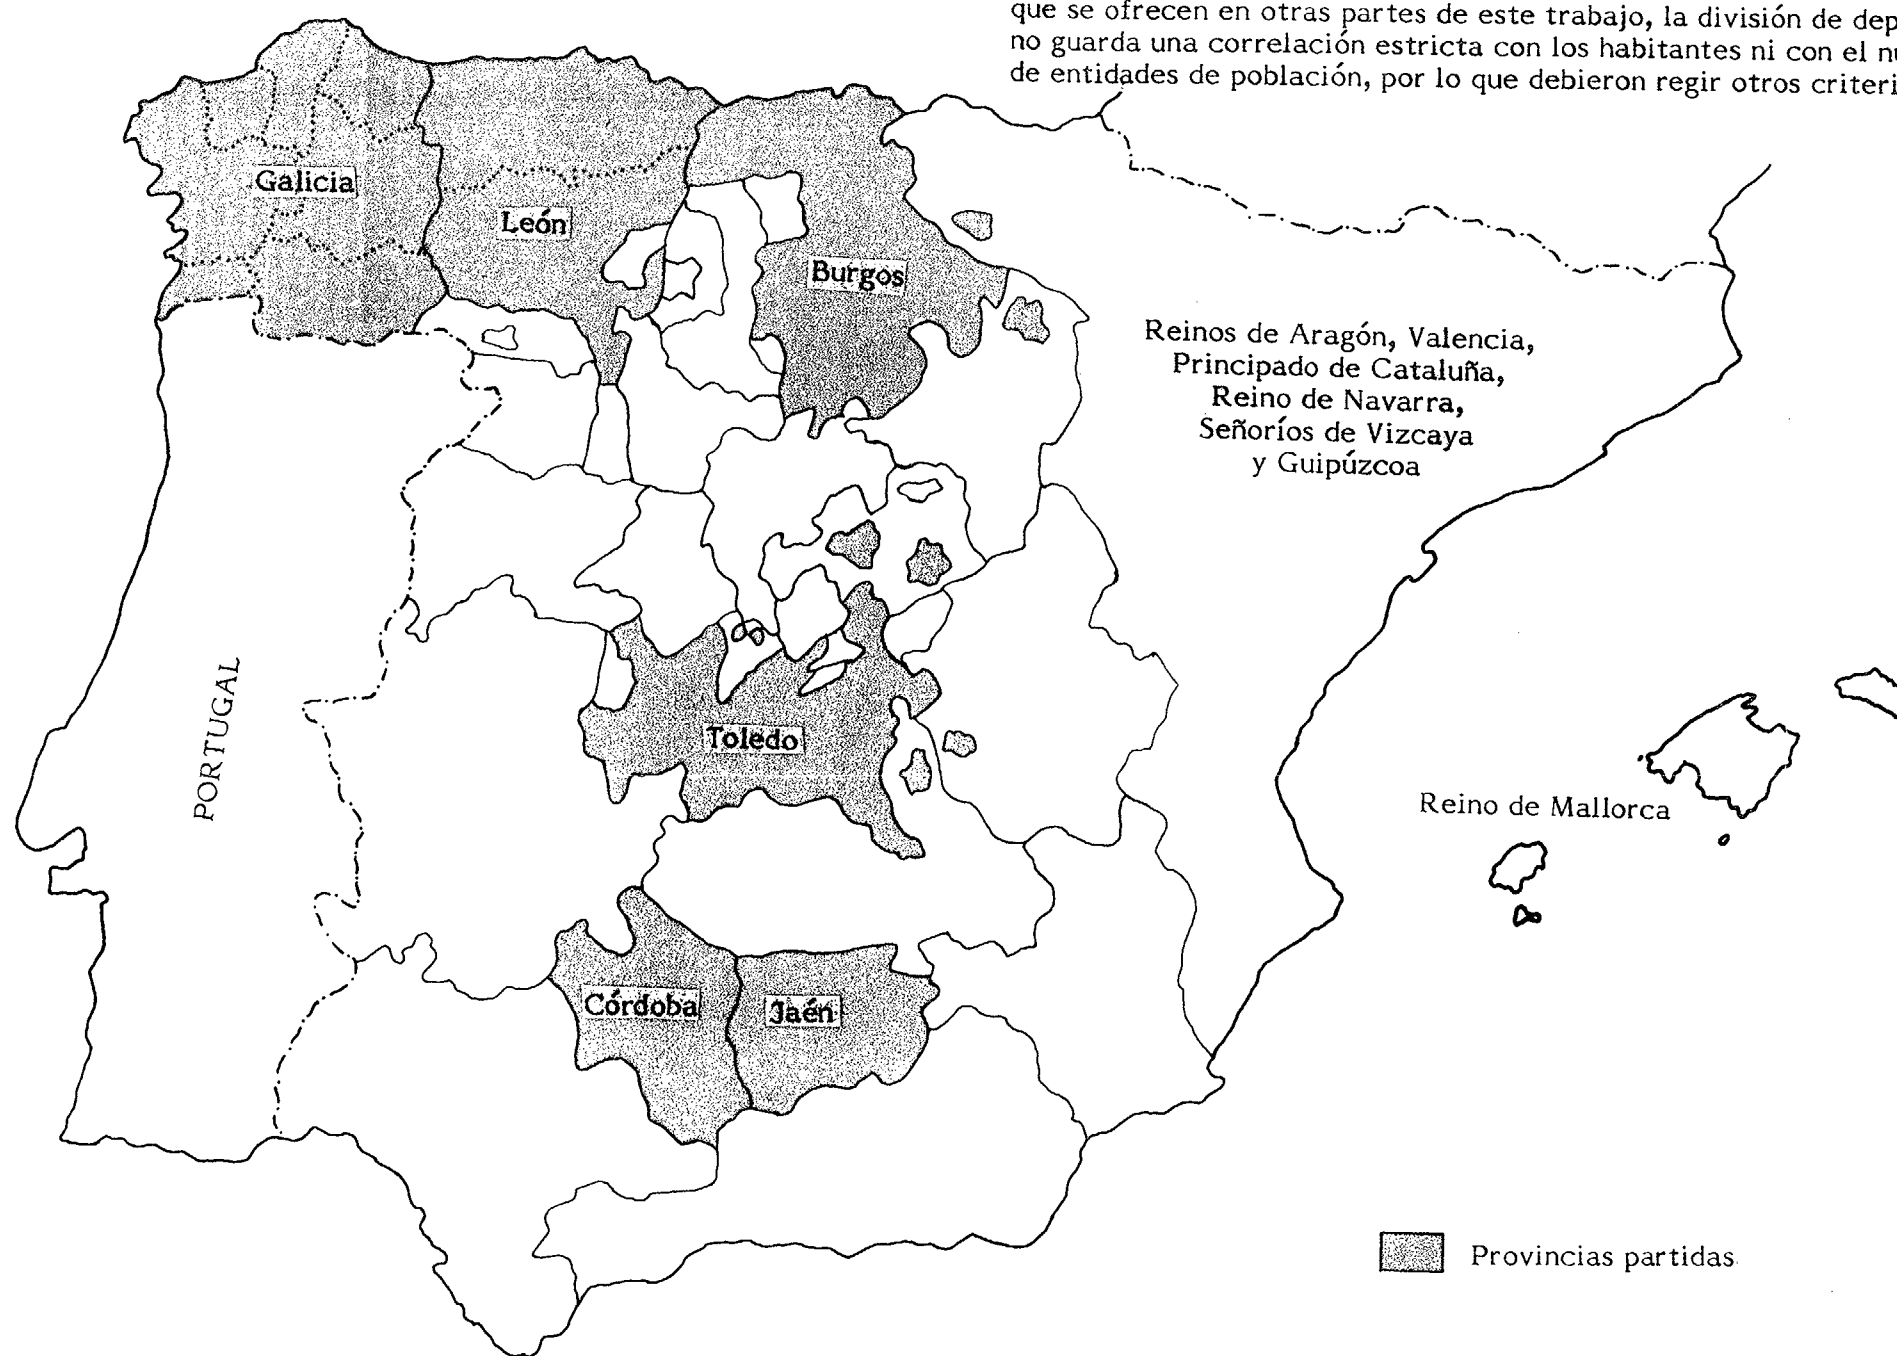 que se ofrecen en otras partes de este trabajo, la división de
no guarda una correlación estricta con los habitantes ni con el
de entidades de población, por lo que debieron regir otros
Galicia
León
Burgos
Reinos de Aragón, Valencia,
Principado de Cataluña,
Reino de Navarra,
Señoríos de Vizcaya
y Guipúzcoa
PORTUGAL
Toledo
Reino de Mallorca
Córdoba
Jaén
Provincias partidas